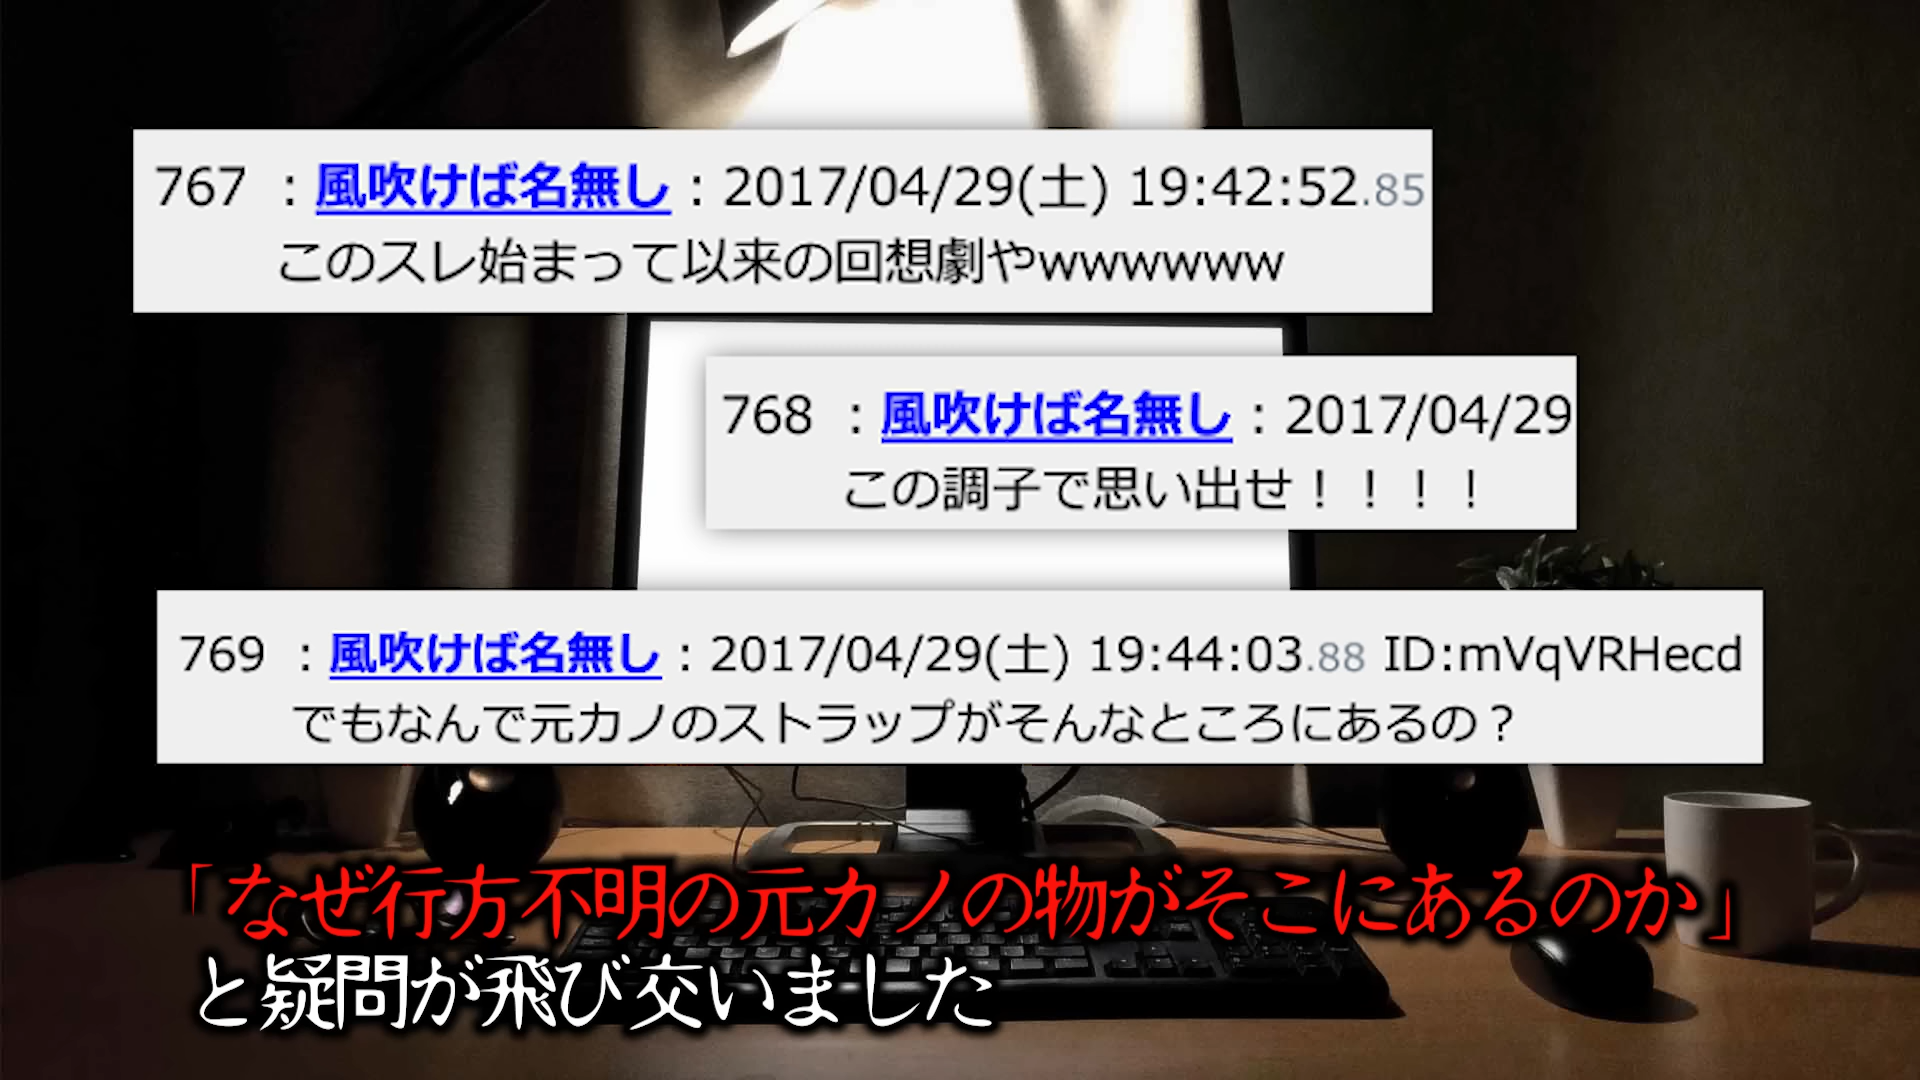 767 ：風吹けば名無し：2017/04/29(土) 19:42:52.85
このスレ始まって以来の回想劇やwwwwww
768 ：風吹けば名無し：2017/04/29
この調子で思い出せ！！！！
769 ：風吹けば名無し：2017/04/29(土) 19:44:03.88 ID:mVqVRHecd
でもなんで元カノのストラップがそんなところにあるの？
「なぜ行方不明の元カノの物がそこにあるのか」
と疑問が飛び交いました